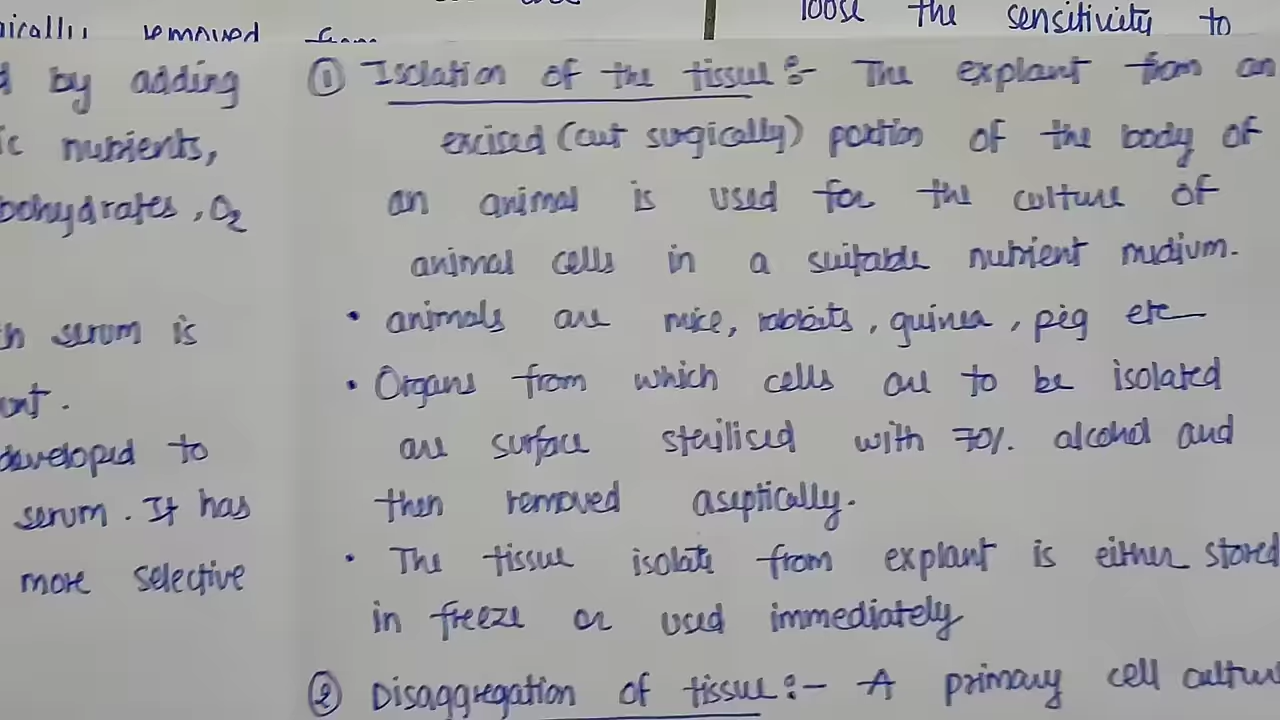 loose the sensitivity to
removed
by adding
nutrients,
bohydrates, O2
serum is
developed to
serum. It has
more selective
① Isolation of the tissue :- The explant from an
excised (cut surgically) portion of the body of
an animal is used for the culture of
animal cells in a suitable nutrient medium.
• animals are mice, rabbits, guinea, pig etc
• Organs from which cells are to be isolated
are surface sterilised with 70% alcohol and
then removed aseptically.
• The tissue isolate from explant is either stored
in freeze or used immediately
② Disaggregation of tissue :- A primary cell culture